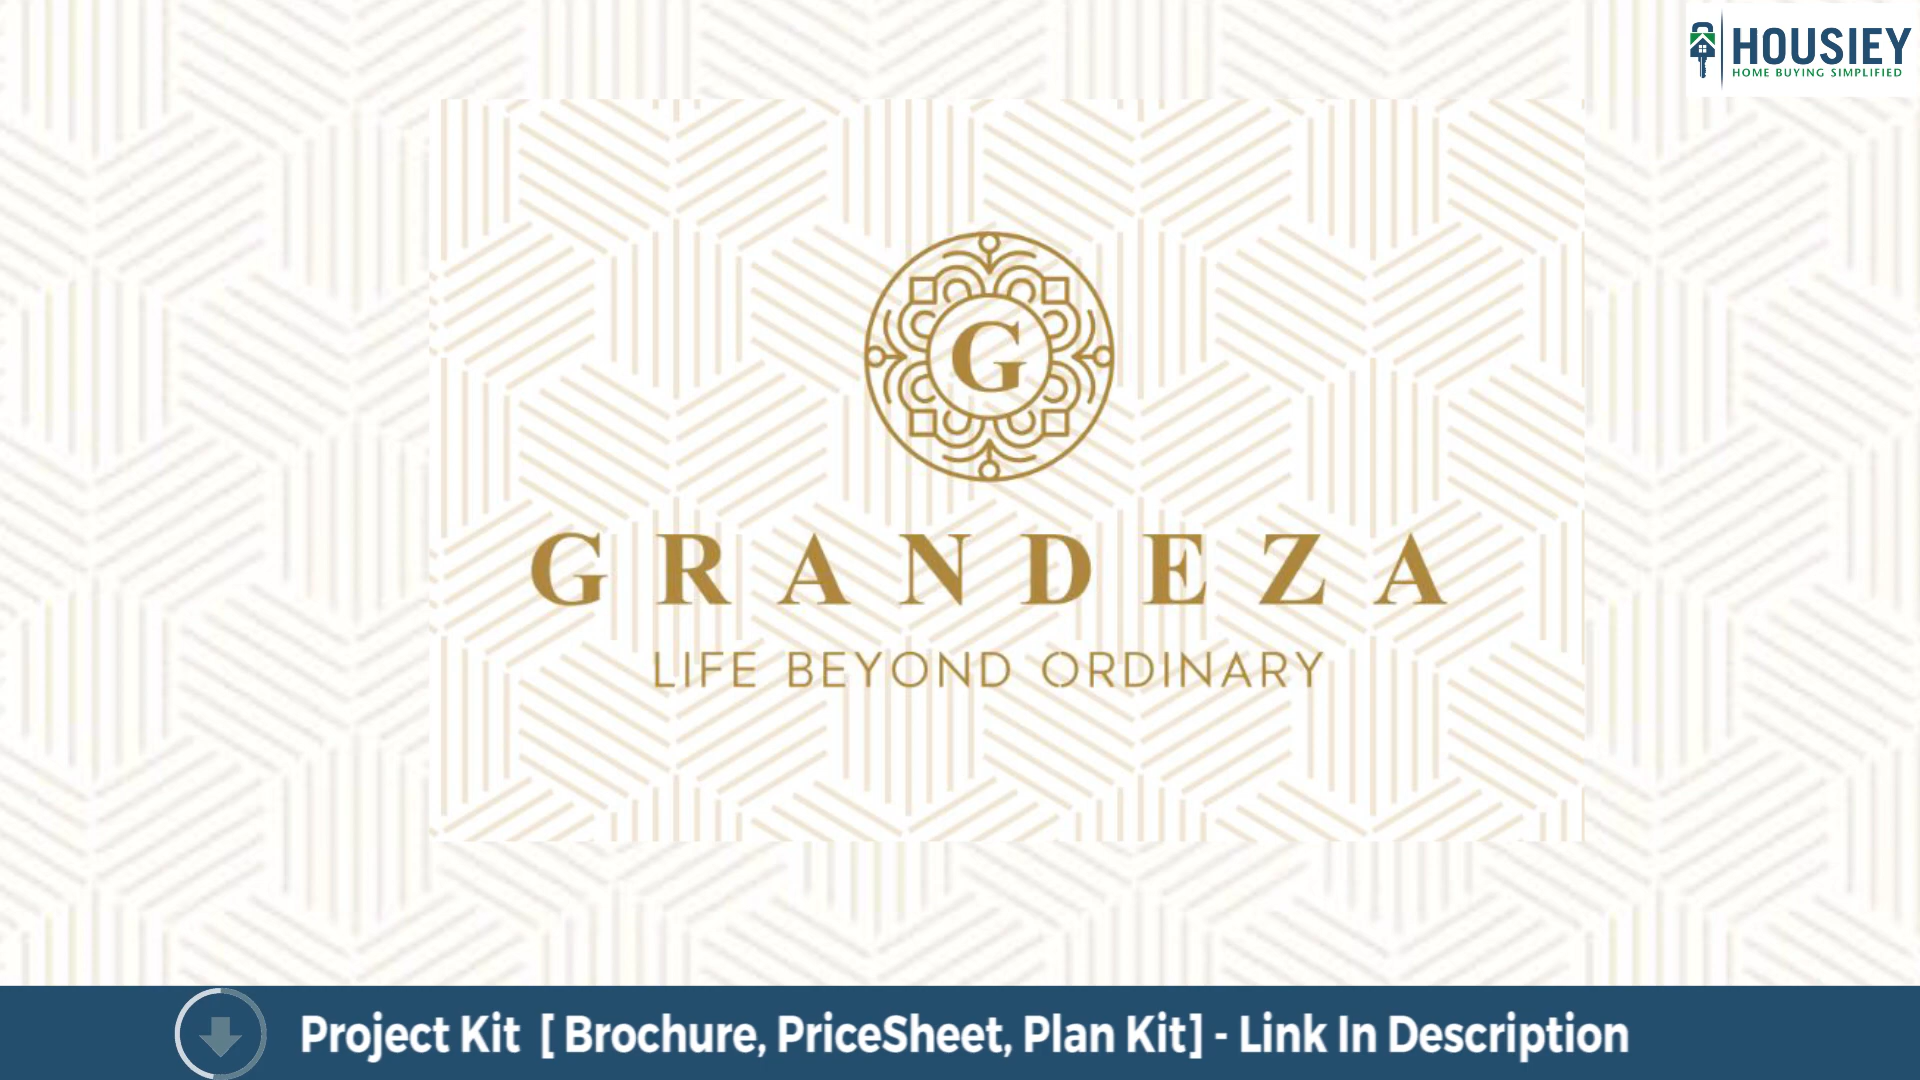 HOUSIEY
HOME BUYING SIMPLIFIED
G
GRANDEZA
LIFE BEYOND ORDINARY
Project Kit [ Brochure, PriceSheet, Plan Kit] - Link In Description